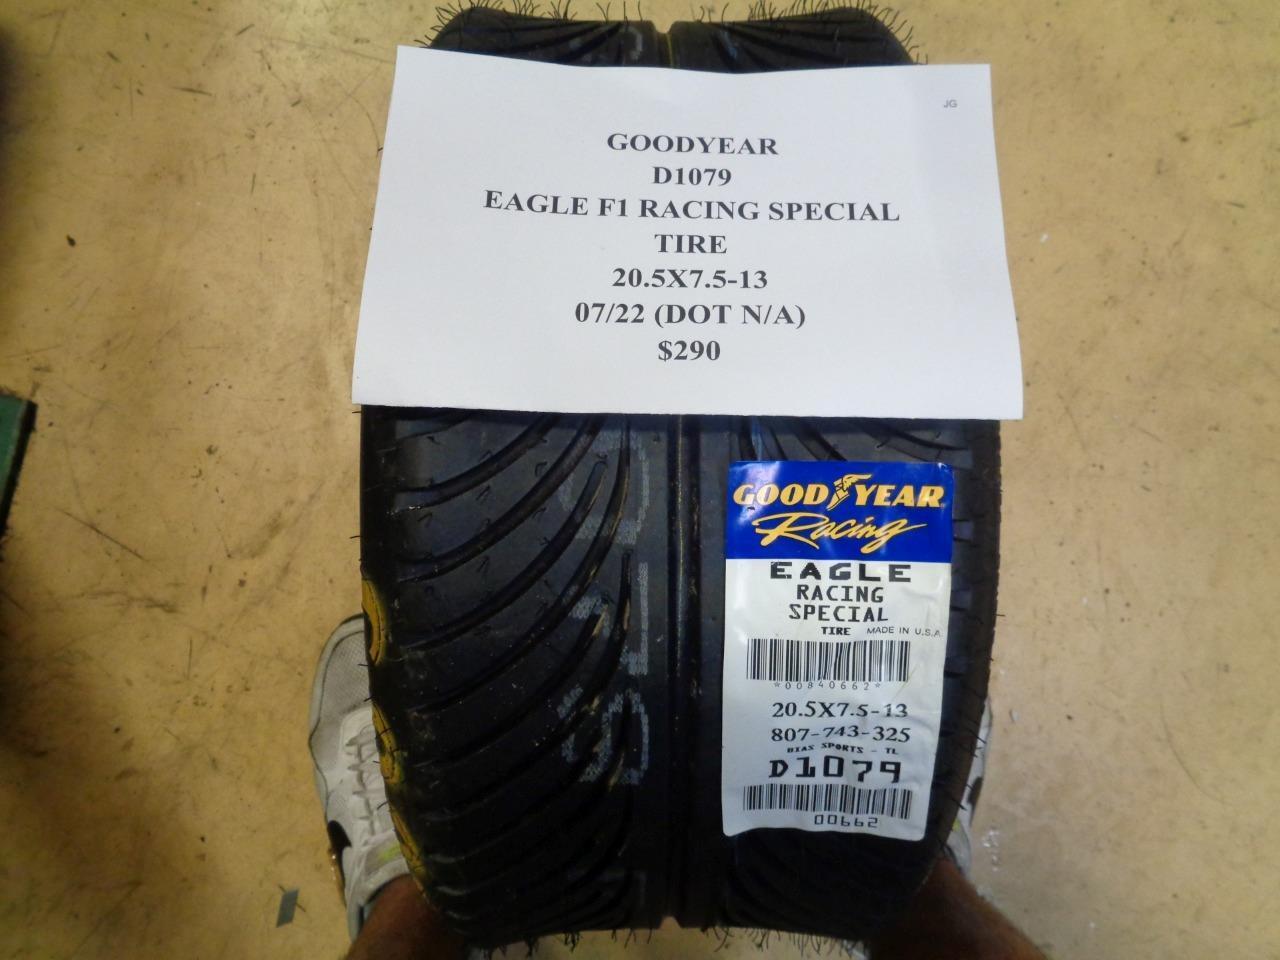 JG
GOODYEAR
D1079
EAGLE F1 RACING SPECIAL
TIRE
20.5X7.5-13
07/22 (DOT N/A)
$290
GOOD YEAR
Racing
EAGLE
RACING
SPECIAL
TIRE MADE IN U.S.A.
*00840662*
20.5X7.5-13
807-743-325
BIAS SPORTS - TL
D1079
00662